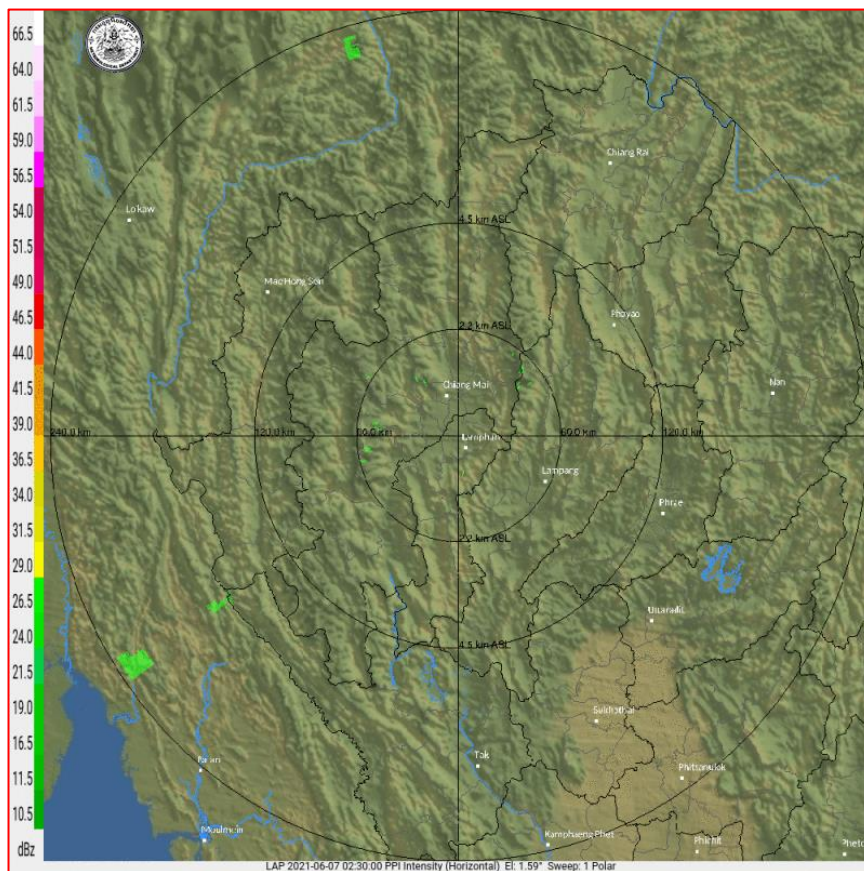 66.5
64.0
61.5
59.0
56.5
54.0
51.5
49.0
46.5
44.0
41.5
39.0
36.5
34.0
31.5
29.0
26.5
24.0
21.5
19.0
16.5
11.5
10.5
dBz
Chiang Rai
Loikaw
4.5 km ASL
Mae Hong Son
Phayao
2.2 km ASL
Chiang Mai
Nan
240.0 km
120.0 km
60.0 km
60.0 km
120.0 km
Lamphun
Lampang
Phrae
2.2 km ASL
Uttaradit
4.5 km ASL
Sukhothai
Tak
Pa-an
Phitsanulok
Moulmein
Kamphaeng Phet
Phichit
Phetc
LAP 2021-06-07 02:30:00 PPI Intensity (Horizontal) El: 1.59° Sweep: 1 Polar